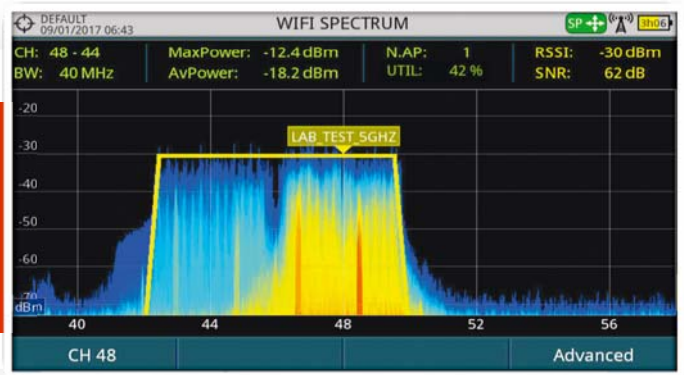 DEFAULT
09/01/2017 06:43
WIFI SPECTRUM
SP
3h06
CH: 48 - 44
MaxPower: -12.4 dBm
N.AP: 1
RSSI: -30 dBm
BW: 40 MHz
AvPower: -18.2 dBm
UTIL: 42 %
SNR: 62 dB
-20
LAB_TEST_5GHZ
-30
-40
-50
-60
-70
dBm
40 44 48 52 56
CH 48
Advanced